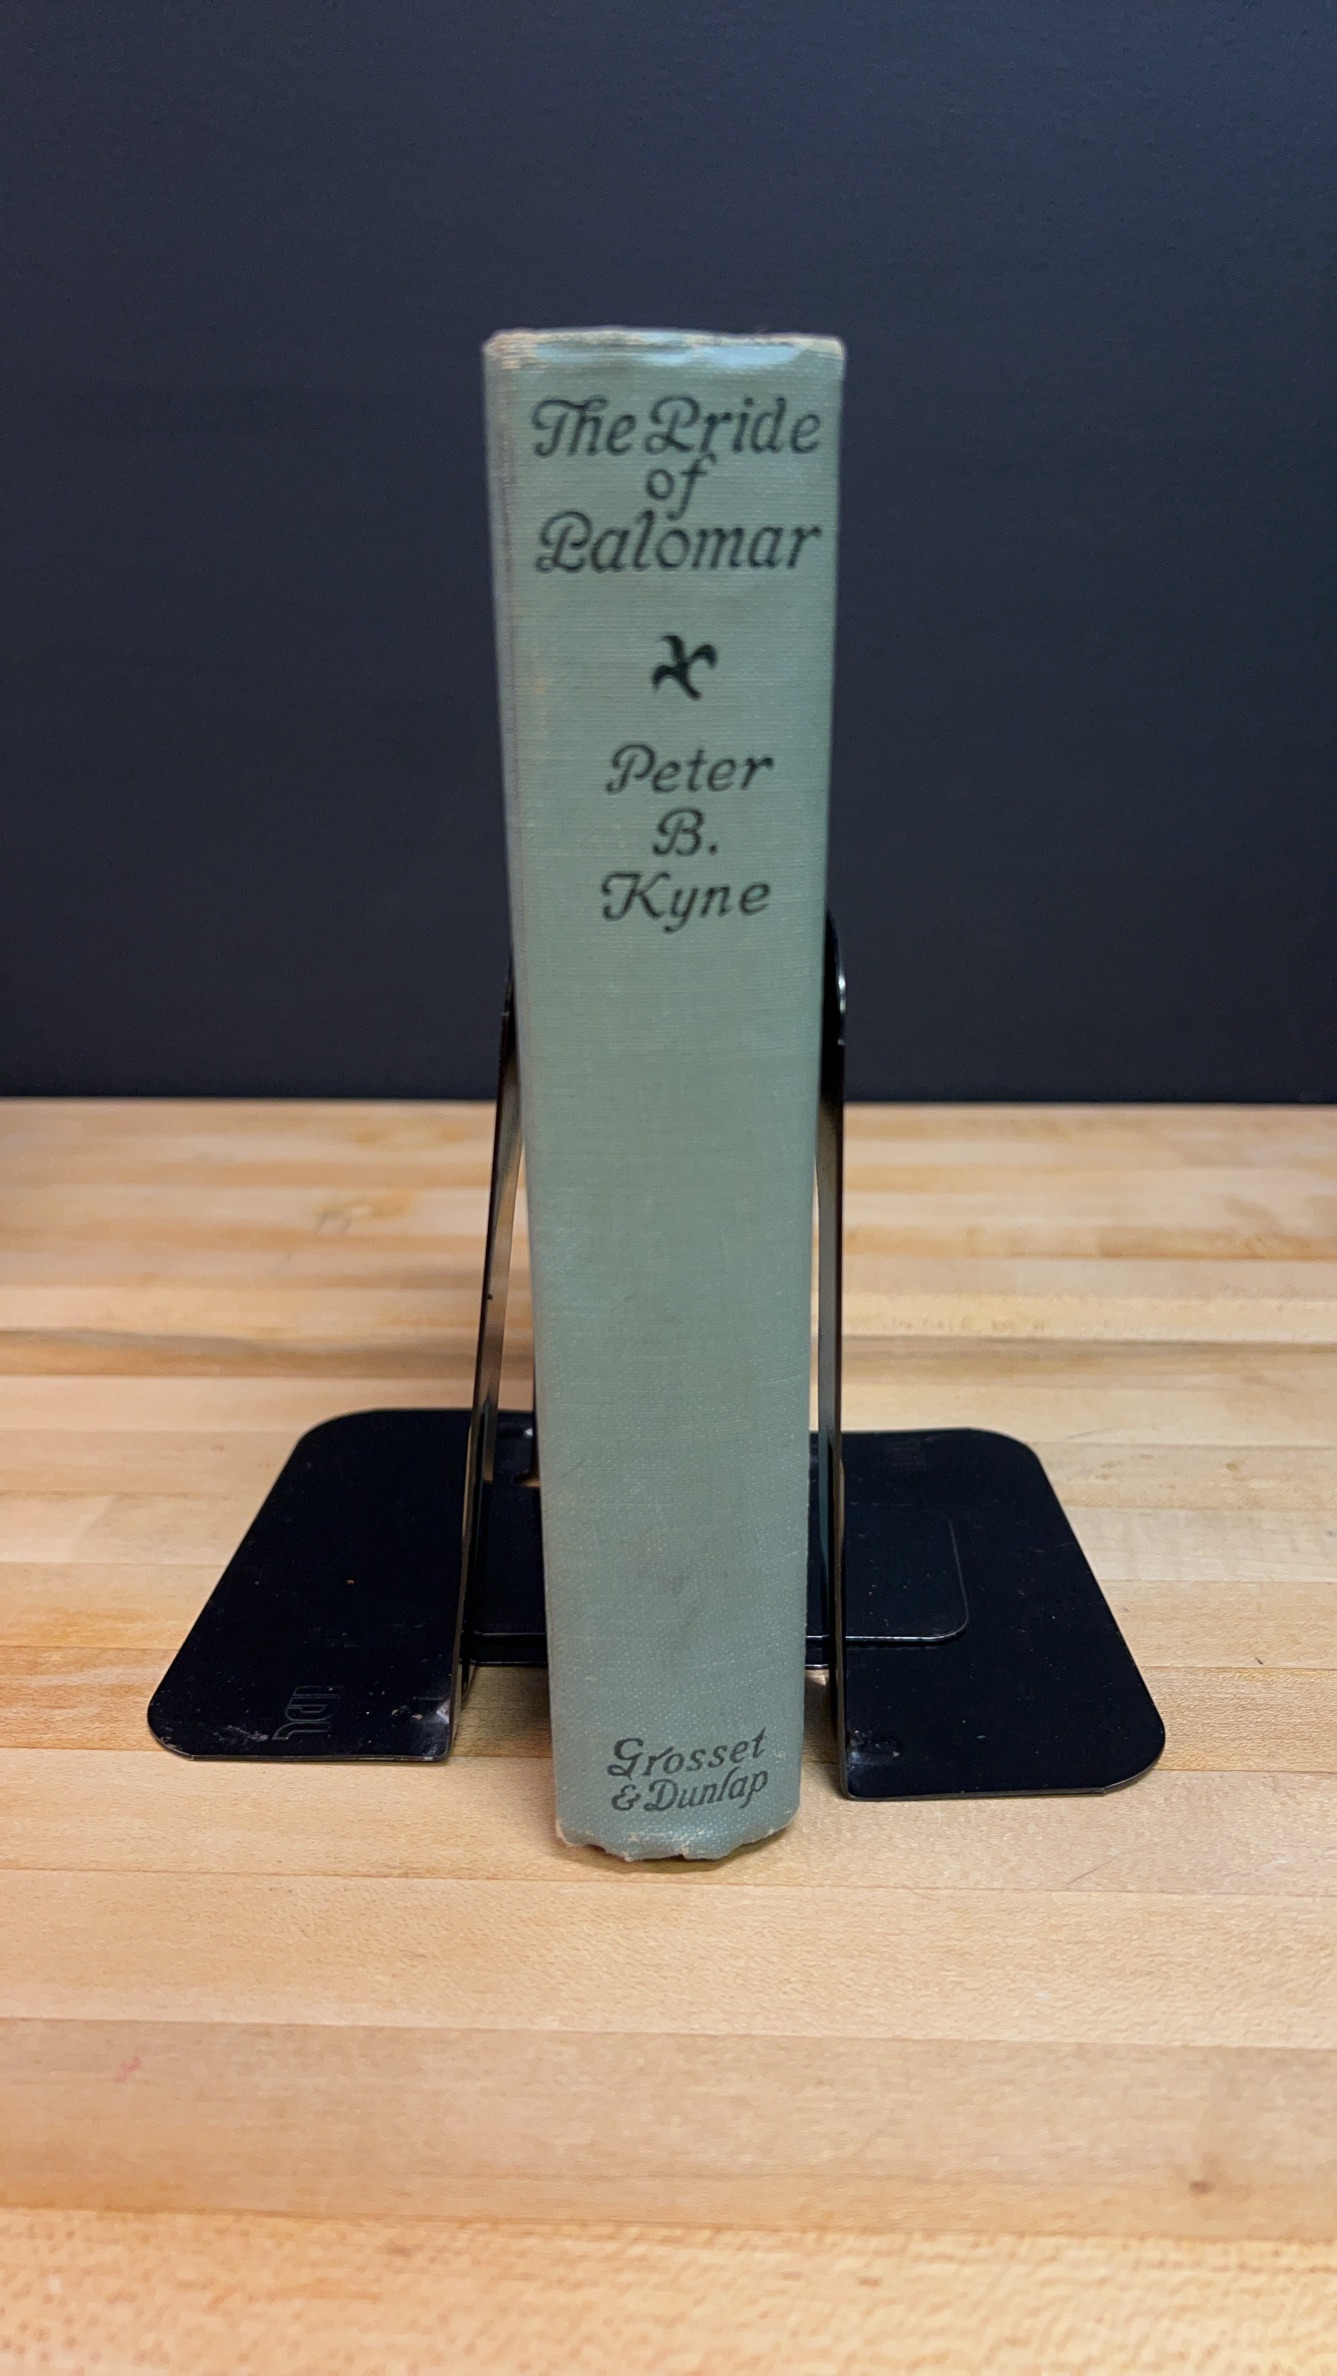 The Pride
of
Palomar
Peter
B.
Kyne
Grosset
& Dunlap